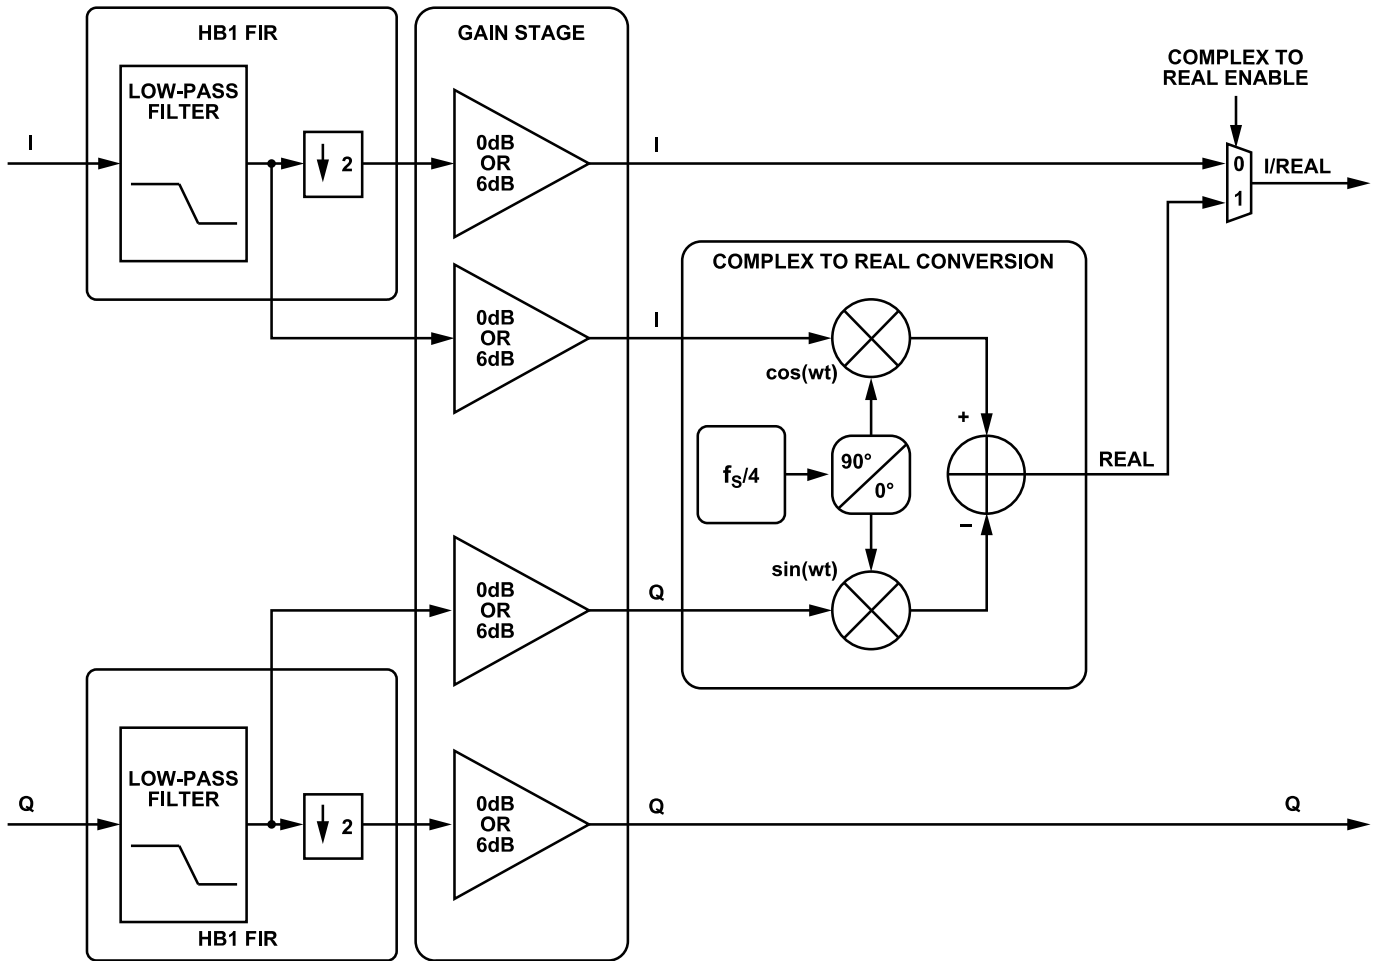 HB1 FIR
GAIN STAGE
COMPLEX TO
REAL ENABLE
LOW-PASS
FILTER
I
2
0dB
OR
6dB
I
0
1
I/REAL
COMPLEX TO REAL CONVERSION
0dB
OR
6dB
I
cos(wt)
+
fS/4
90°
0°
REAL
–
sin(wt)
0dB
OR
6dB
Q
LOW-PASS
FILTER
Q
2
0dB
OR
6dB
Q
Q
HB1 FIR